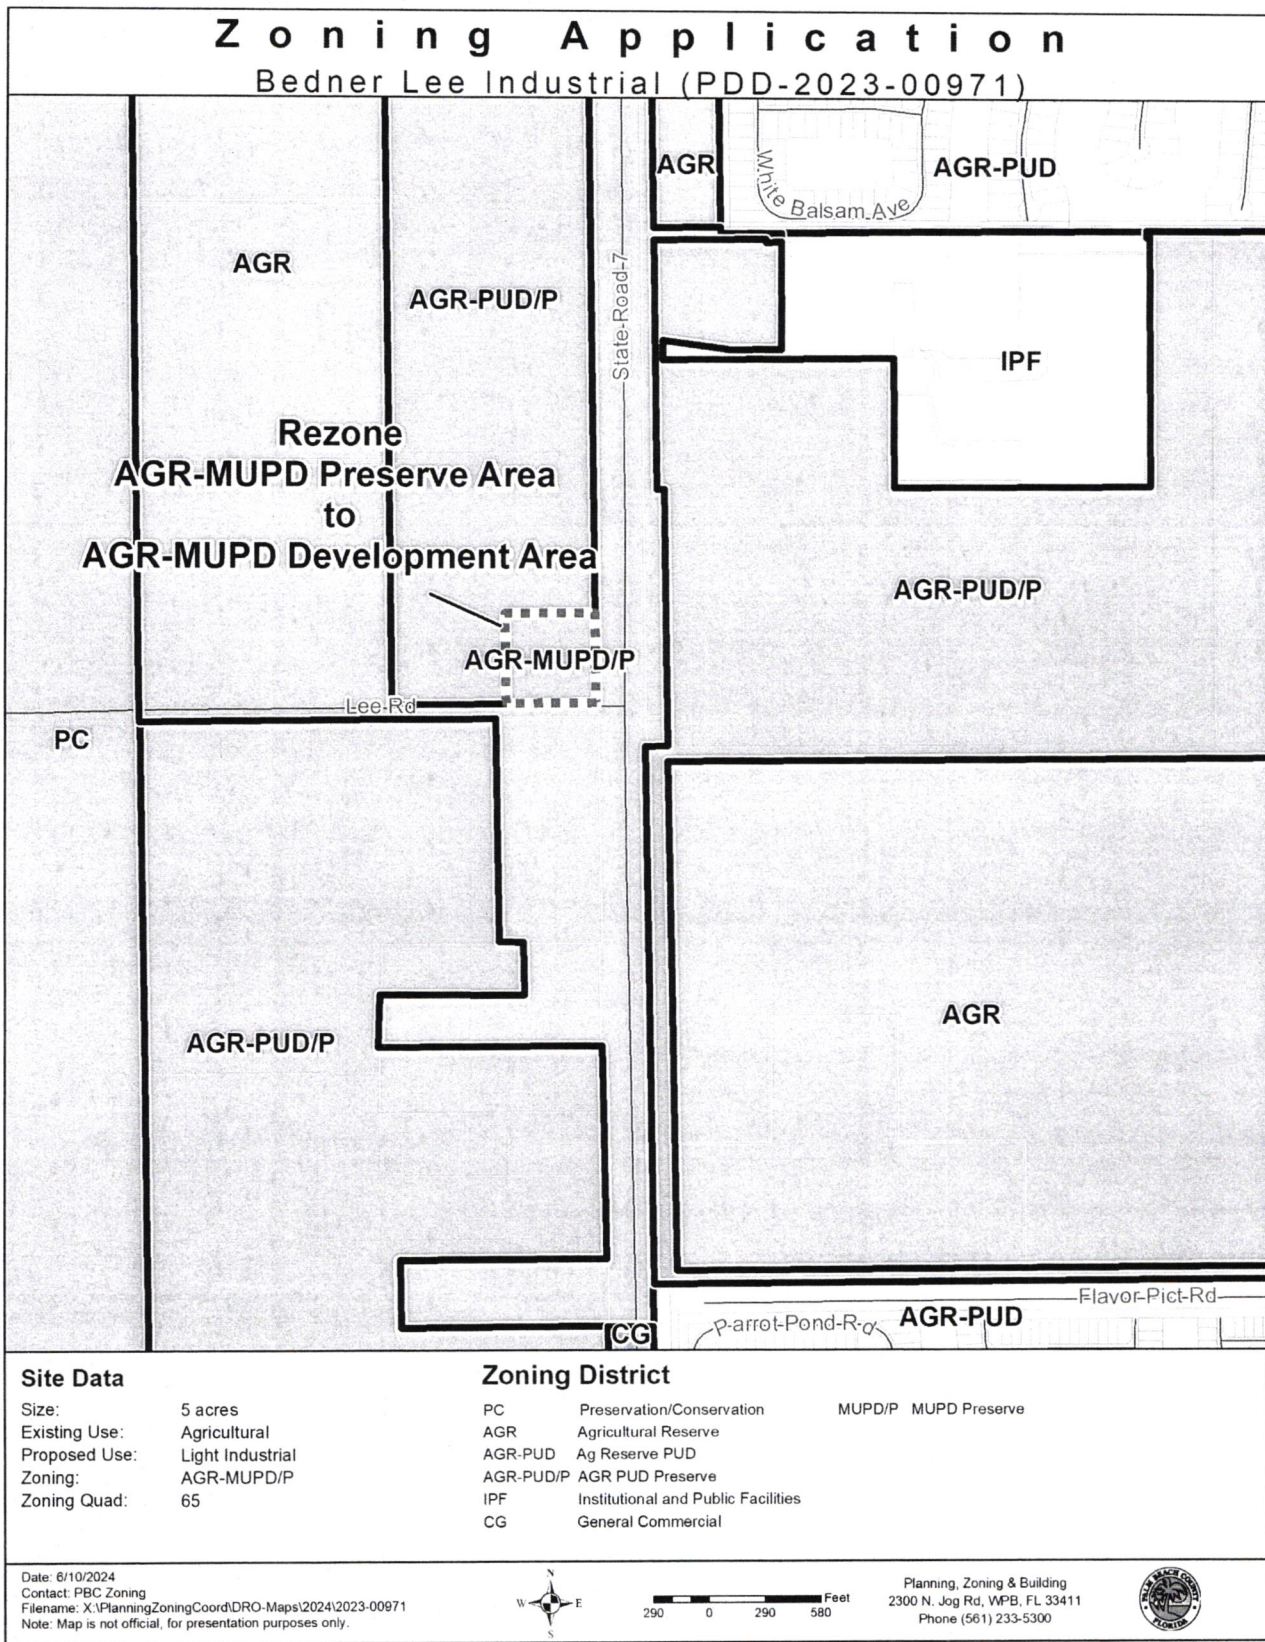 Zoning Application
Bedner Lee Industrial (PDD-2023-00971)
AGR
AGR-PUD
White Balsam Ave
AGR
AGR-PUD/P
State-Road-7
IPF
Rezone
AGR-MUPD Preserve Area
to
AGR-MUPD Development Area
AGR-PUD/P
AGR-MUPD/P
Lee-Rd
PC
AGR
AGR-PUD/P
Flavor-Pict-Rd
AGR-PUD
Parrot-Pond-Rd
CG
Site Data
Size: 5 acres
Existing Use: Agricultural
Proposed Use: Light Industrial
Zoning: AGR-MUPD/P
Zoning Quad: 65
Zoning District
PC Preservation/Conservation MUPD/P MUPD Preserve
AGR Agricultural Reserve
AGR-PUD Ag Reserve PUD
AGR-PUD/P AGR PUD Preserve
IPF Institutional and Public Facilities
CG General Commercial
Date: 6/10/2024
Contact: PBC Zoning
Filename: X:\PlanningZoningCoord\DRO-Maps\2024\2023-00971
Note: Map is not official, for presentation purposes only.
N
W E
S
Feet
290 0 290 580
Planning, Zoning & Building
2300 N. Jog Rd, WPB, FL 33411
Phone (561) 233-5300
PALM BEACH COUNTY
FLORIDA